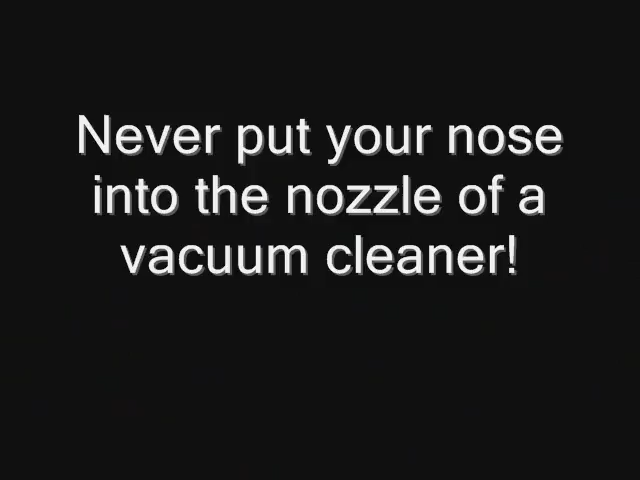 Never put your nose
into the nozzle of a
vacuum cleaner!